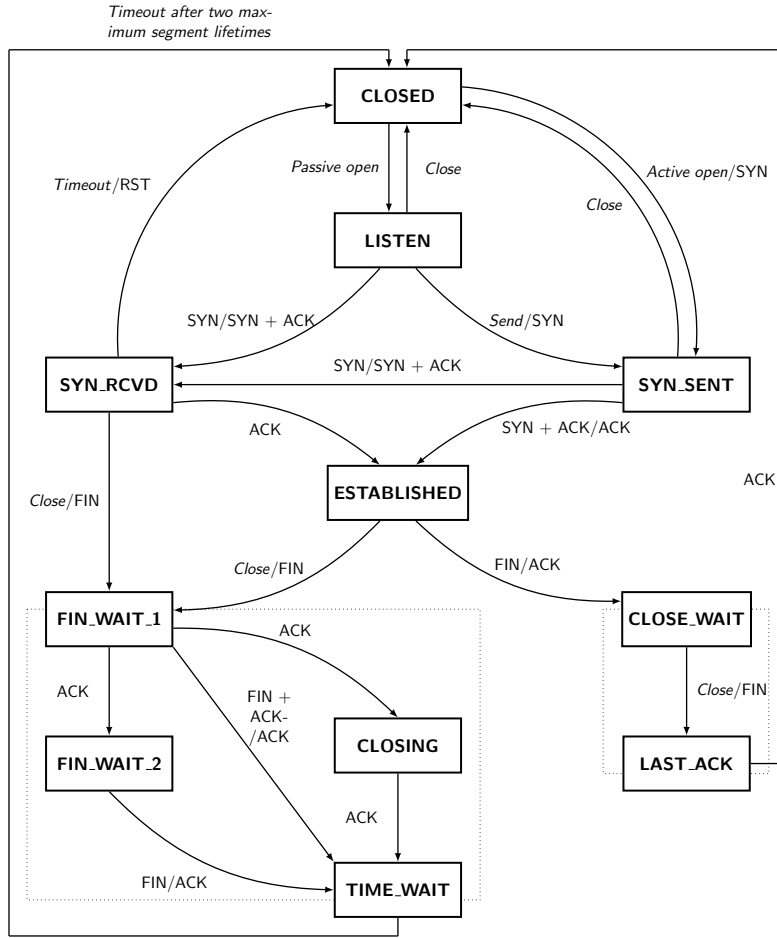 Timeout after two max-
imum segment lifetimes
CLOSED
Timeout/RST
Passive open
Close
Active open/SYN
Close
LISTEN
SYN/SYN + ACK
Send/SYN
SYN_RCVD
SYN/SYN + ACK
SYN_SENT
ACK
SYN + ACK/ACK
ACK
ESTABLISHED
Close/FIN
Close/FIN
FIN/ACK
FIN_WAIT_1
CLOSE_WAIT
ACK
ACK
FIN +
ACK-
/ACK
Close/FIN
FIN_WAIT_2
CLOSING
LAST_ACK
ACK
FIN/ACK
TIME_WAIT